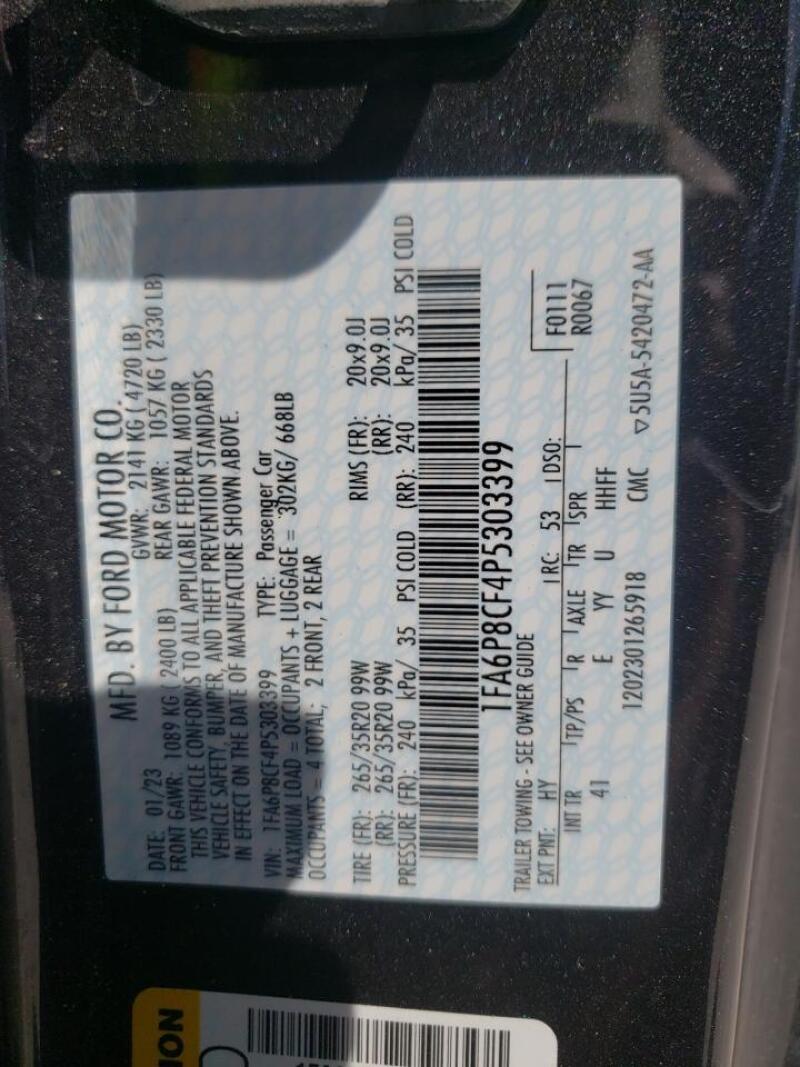 MFD. BY FORD MOTOR CO.
DATE: 01/23 GVWR: 2141 KG ( 4720 LB)
FRONT GAWR: 1089 KG ( 2400 LB) REAR GAWR: 1057 KG ( 2330 LB)
THIS VEHICLE CONFORMS TO ALL APPLICABLE FEDERAL MOTOR
VEHICLE SAFETY, BUMPER, AND THEFT PREVENTION STANDARDS
IN EFFECT ON THE DATE OF MANUFACTURE SHOWN ABOVE.
VIN: 1FA6P8CF4P5303399 TYPE: Passenger Car
MAXIMUM LOAD = OCCUPANTS + LUGGAGE = 302KG/ 668LB
OCCUPANTS = 4 TOTAL; 2 FRONT, 2 REAR
TIRE (FR): 265/35R20 99W RIMS (FR): 20x9.0J
(RR): 265/35R20 99W (RR): 20x9.0J
PRESSURE (FR): 240 kPa/ 35 PSI COLD (RR): 240 kPa/ 35 PSI COLD
1FA6P8CF4P5303399
TRAILER TOWING - SEE OWNER GUIDE
EXT PNT: HY RC: 53 DSO: F0111
R0067
INT TR TP/PS R AXLE TR SPR
41 E YY U HHFF
1202301265918 CMC ▽5U5A-5420472-AA
ION